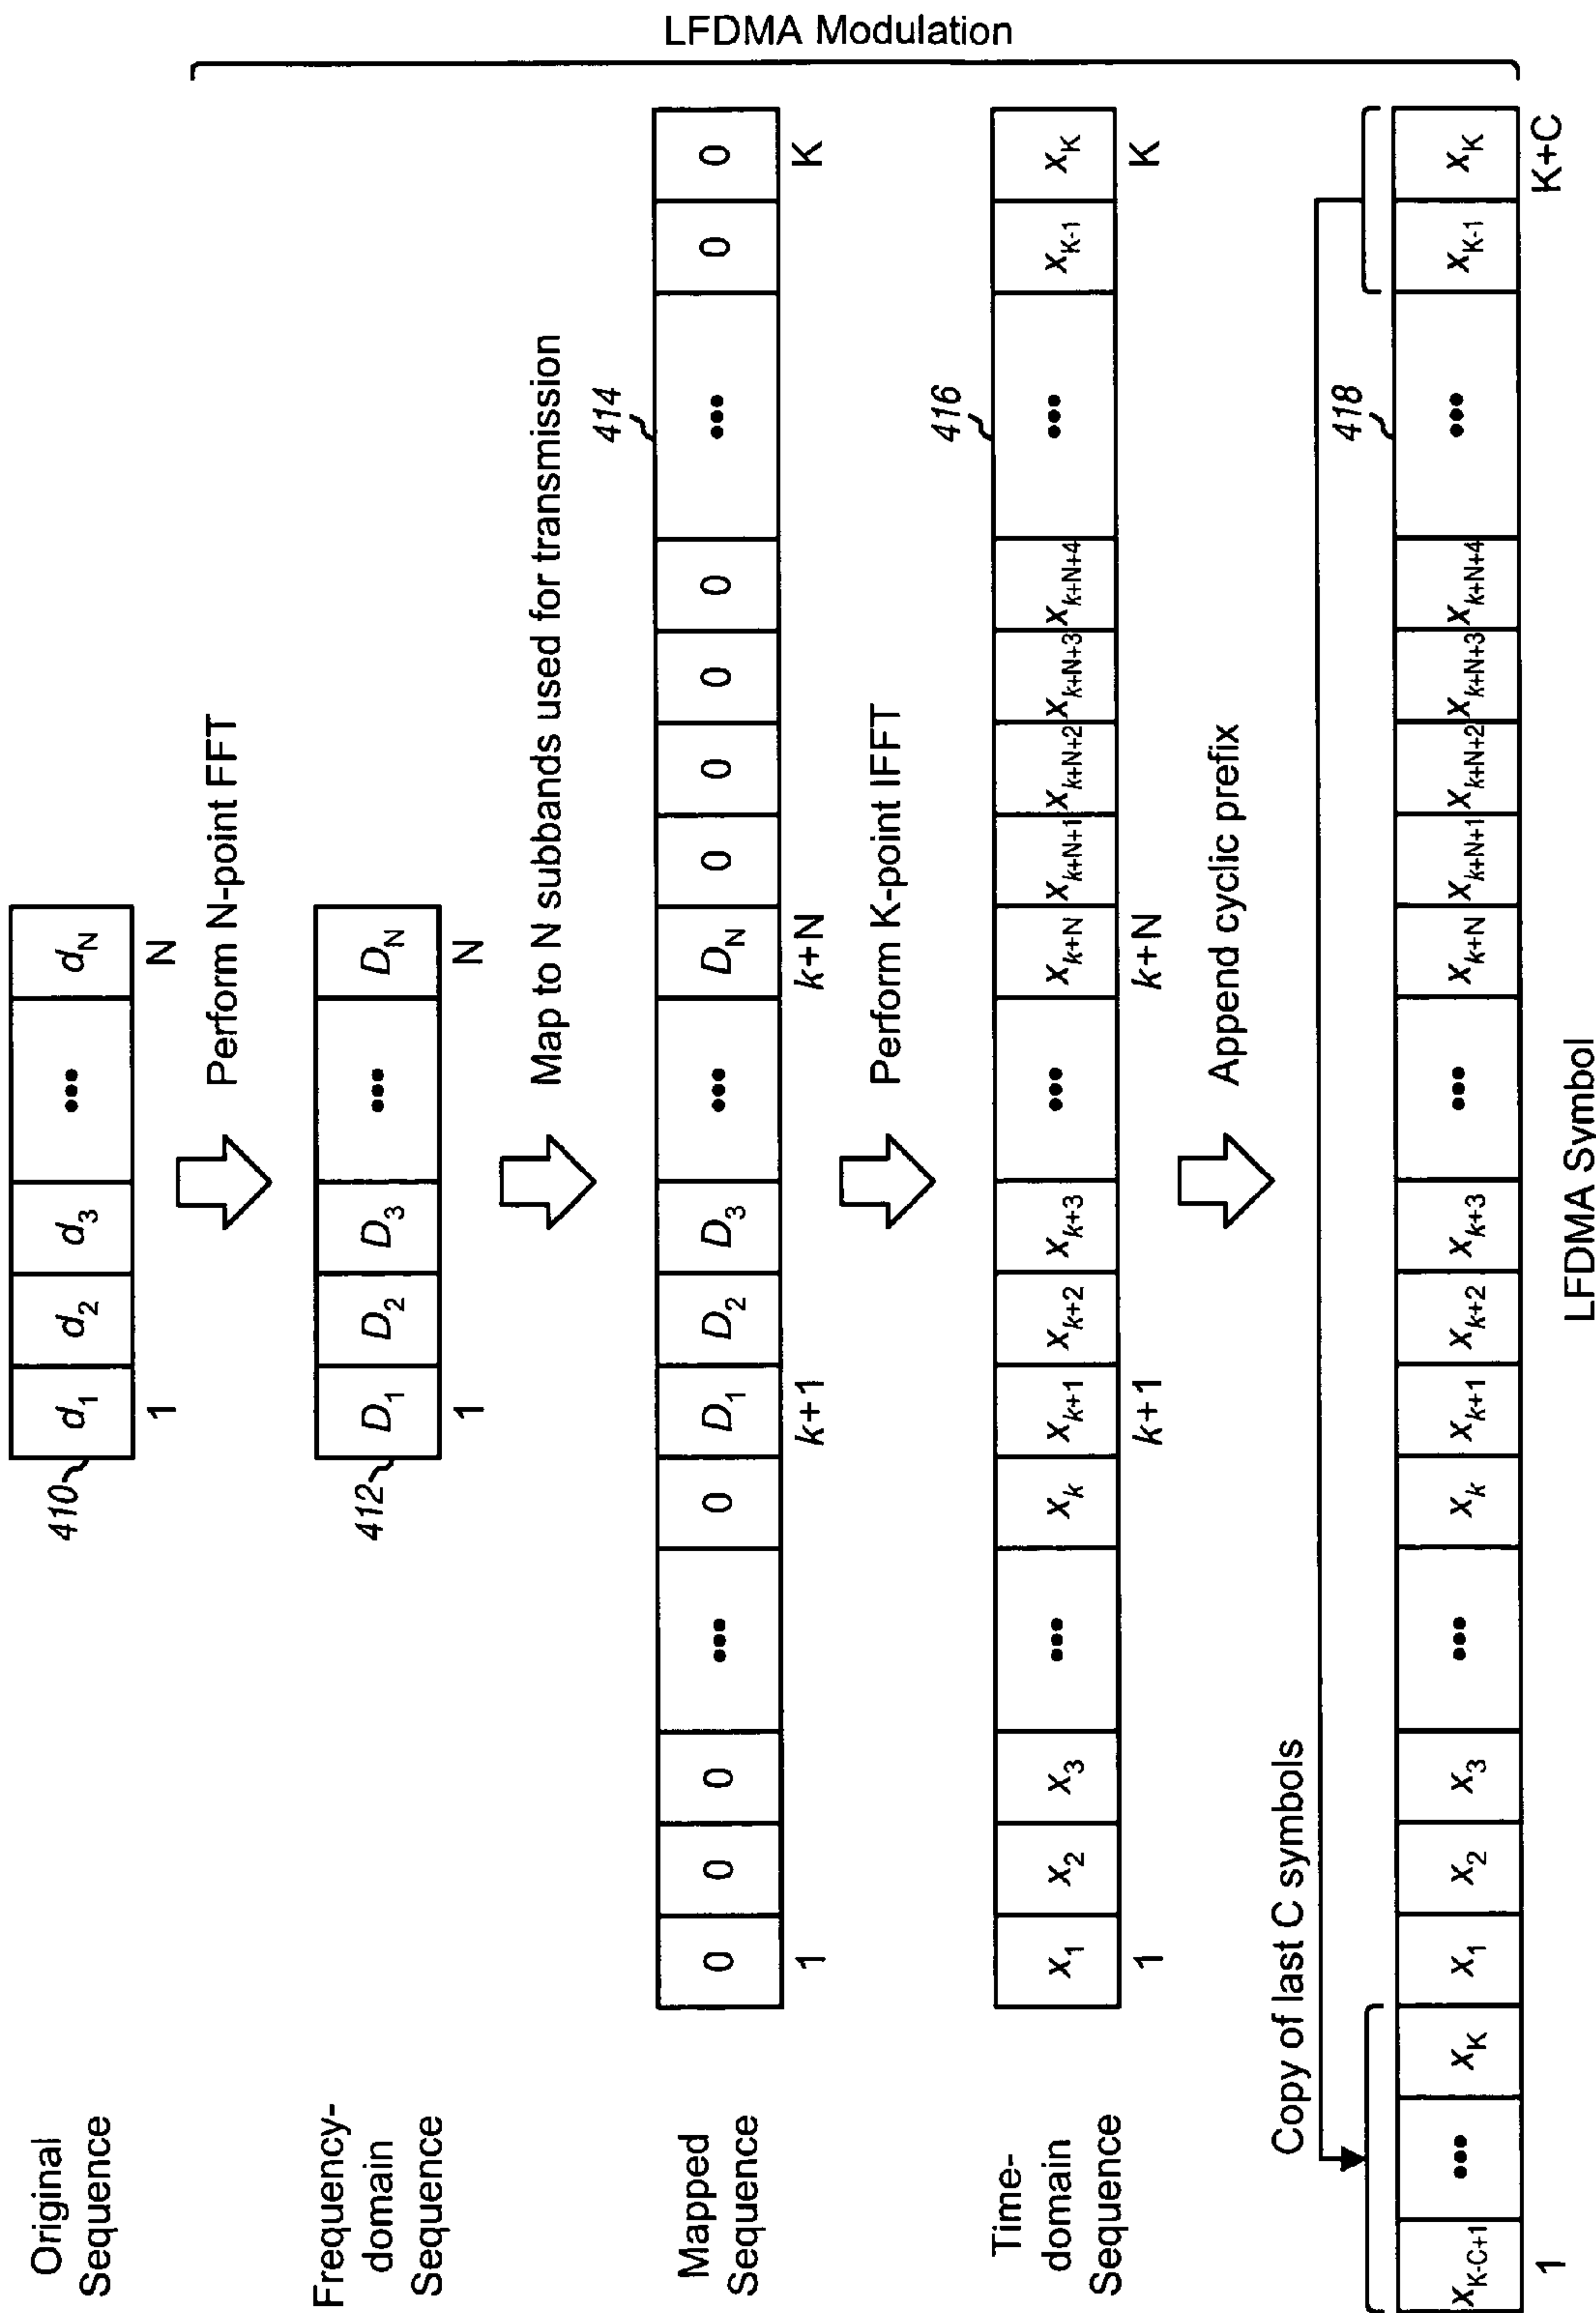 Original
Sequence
410
d1 d2 d3 ••• dN
1 N
Perform N-point FFT
Frequency-
domain
Sequence
412
D1 D2 D3 ••• DN
1 N
Map to N subbands used for transmission
Mapped
Sequence
414
0 0 0 ••• 0 D1 D2 D3 ••• DN 0 0 0 0 ••• 0 0
1 k+1 k+N K
Perform K-point IFFT
Time-
domain
Sequence
416
x1 x2 x3 ••• xk xk+1 xk+2 xk+3 ••• xk+N xk+N+1 xk+N+2 xk+N+3 xk+N+4 ••• xK-1 xK
1 k+1 k+N K
Append cyclic prefix
Copy of last C symbols
418
xK-C+1 ••• xK x1 x2 x3 ••• xk xk+1 xk+2 xk+3 ••• xk+N xk+N+1 xk+N+2 xk+N+3 xk+N+4 ••• xK-1 xK
1 K+C
LFDMA Symbol
LFDMA Modulation